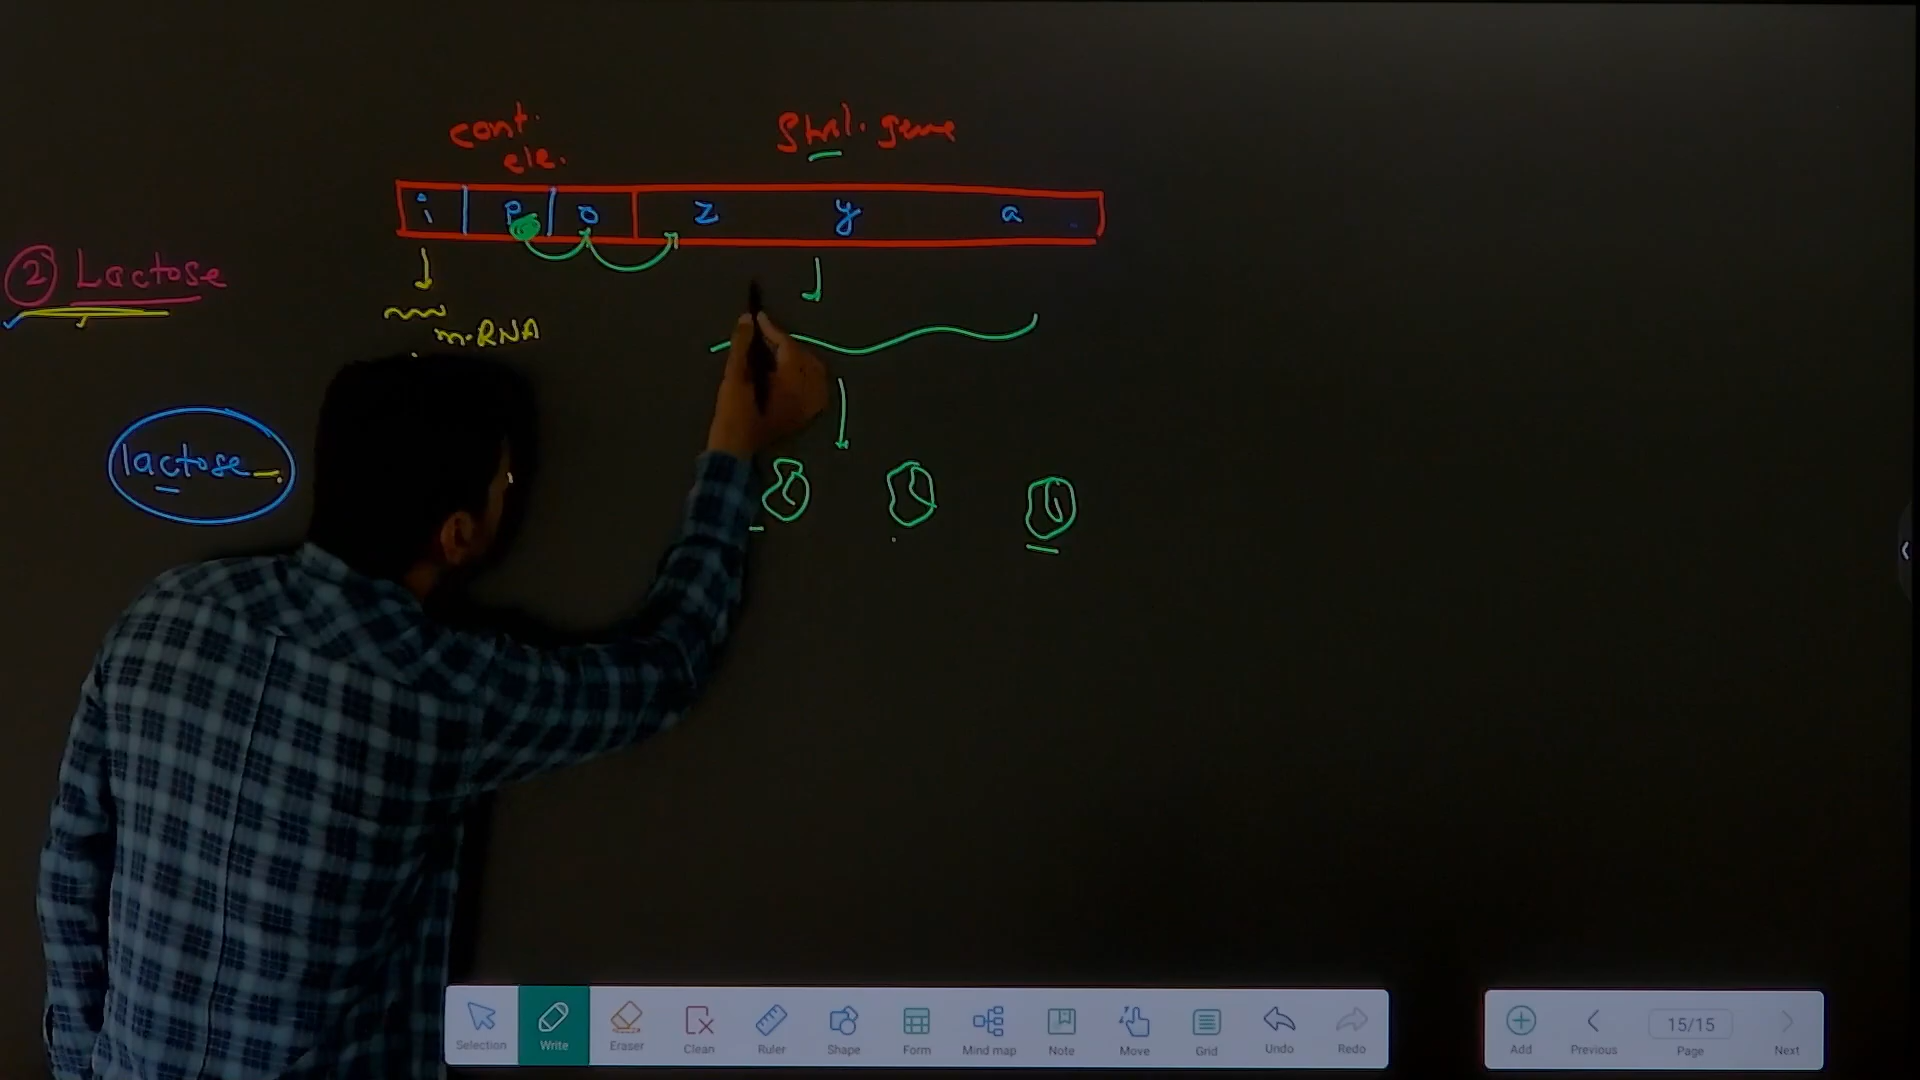 cont.
ele.
Strl. gene
i P o z y a
② Lactose
m-RNA
lactose
Selection Write Eraser Clean Ruler Shape Form Mind map Note Move Grid Undo Redo
Add Previous 15/15 Page Next